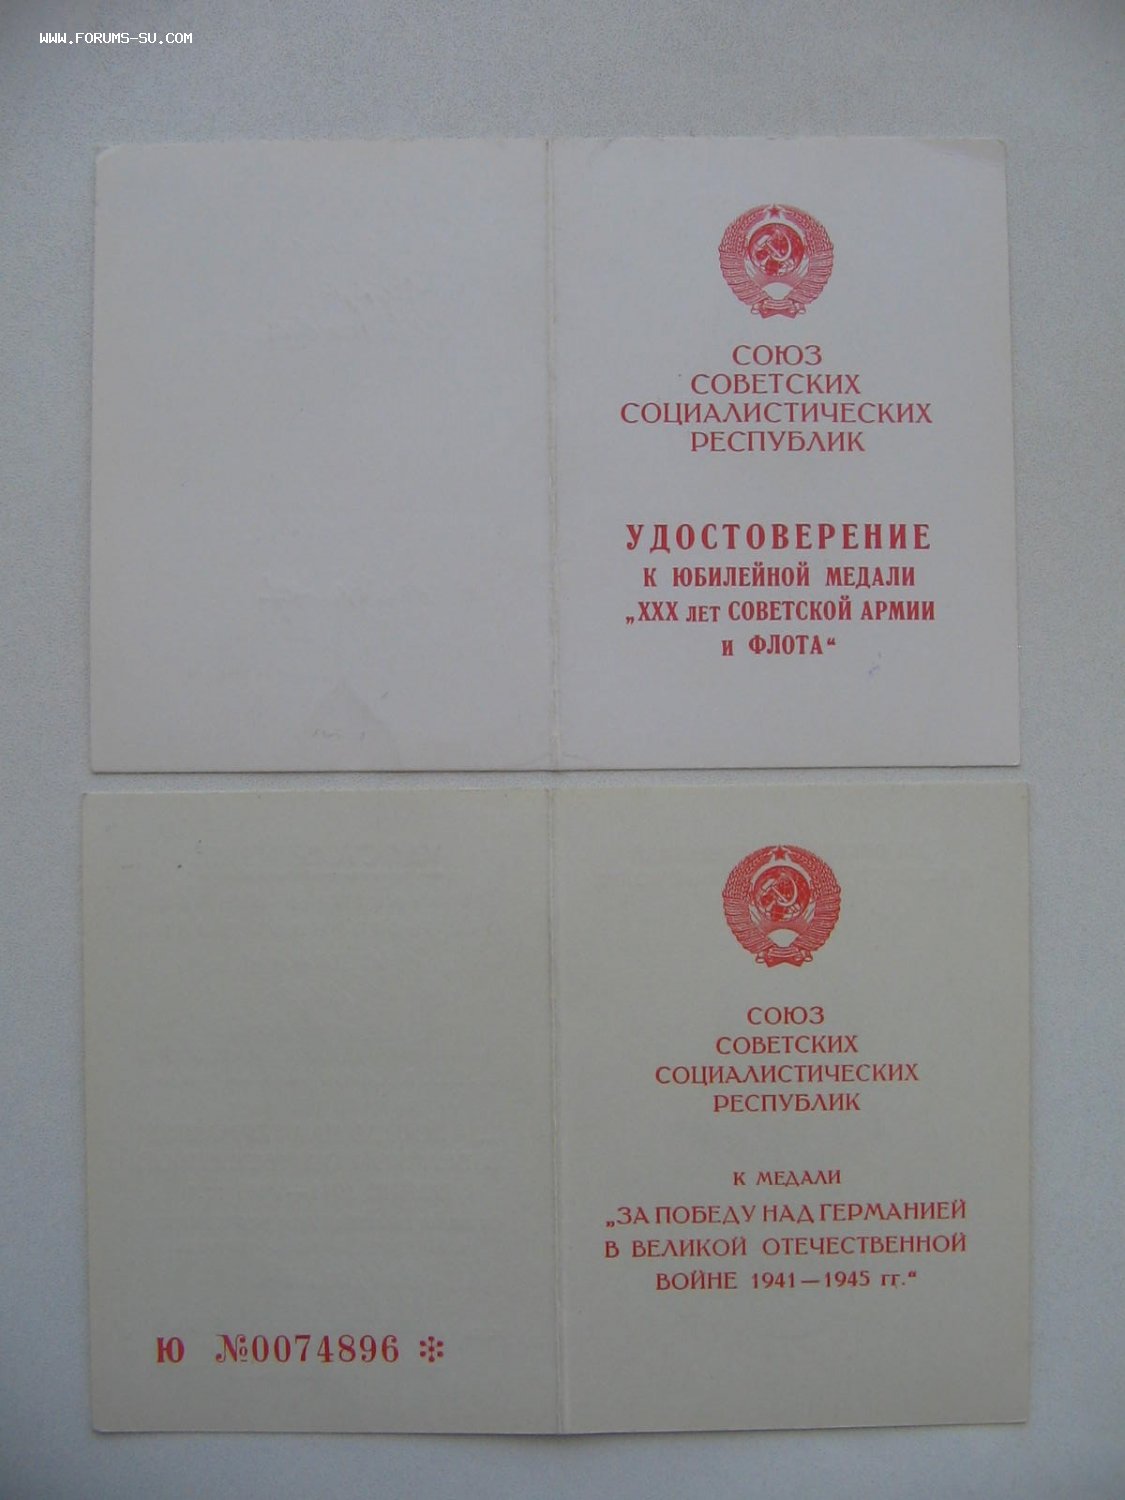 WWW.FORUMS-SU.COM
СОЮЗ
СОВЕТСКИХ
СОЦИАЛИСТИЧЕСКИХ
РЕСПУБЛИК
УДОСТОВЕРЕНИЕ
К ЮБИЛЕЙНОЙ МЕДАЛИ
„XXX лет СОВЕТСКОЙ АРМИИ
и ФЛОТА“
СОЮЗ
СОВЕТСКИХ
СОЦИАЛИСТИЧЕСКИХ
РЕСПУБЛИК
К МЕДАЛИ
„ЗА ПОБЕДУ НАД ГЕРМАНИЕЙ
В ВЕЛИКОЙ ОТЕЧЕСТВЕННОЙ
ВОЙНЕ 1941—1945 гг.“
Ю №0074896 ✻